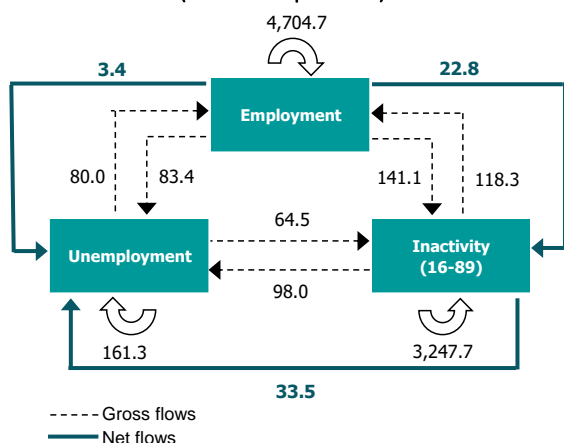 4,704.7
3.4
22.8
Employment
80.0
83.4
141.1
118.3
64.5
Unemployment
Inactivity
(16-89)
98.0
161.3
3,247.7
33.5
Gross flows
Net flows